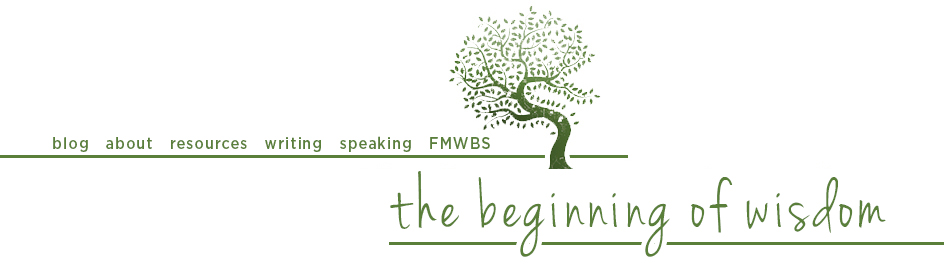 blog about resources writing speaking FMWBS
the beginning of wisdom